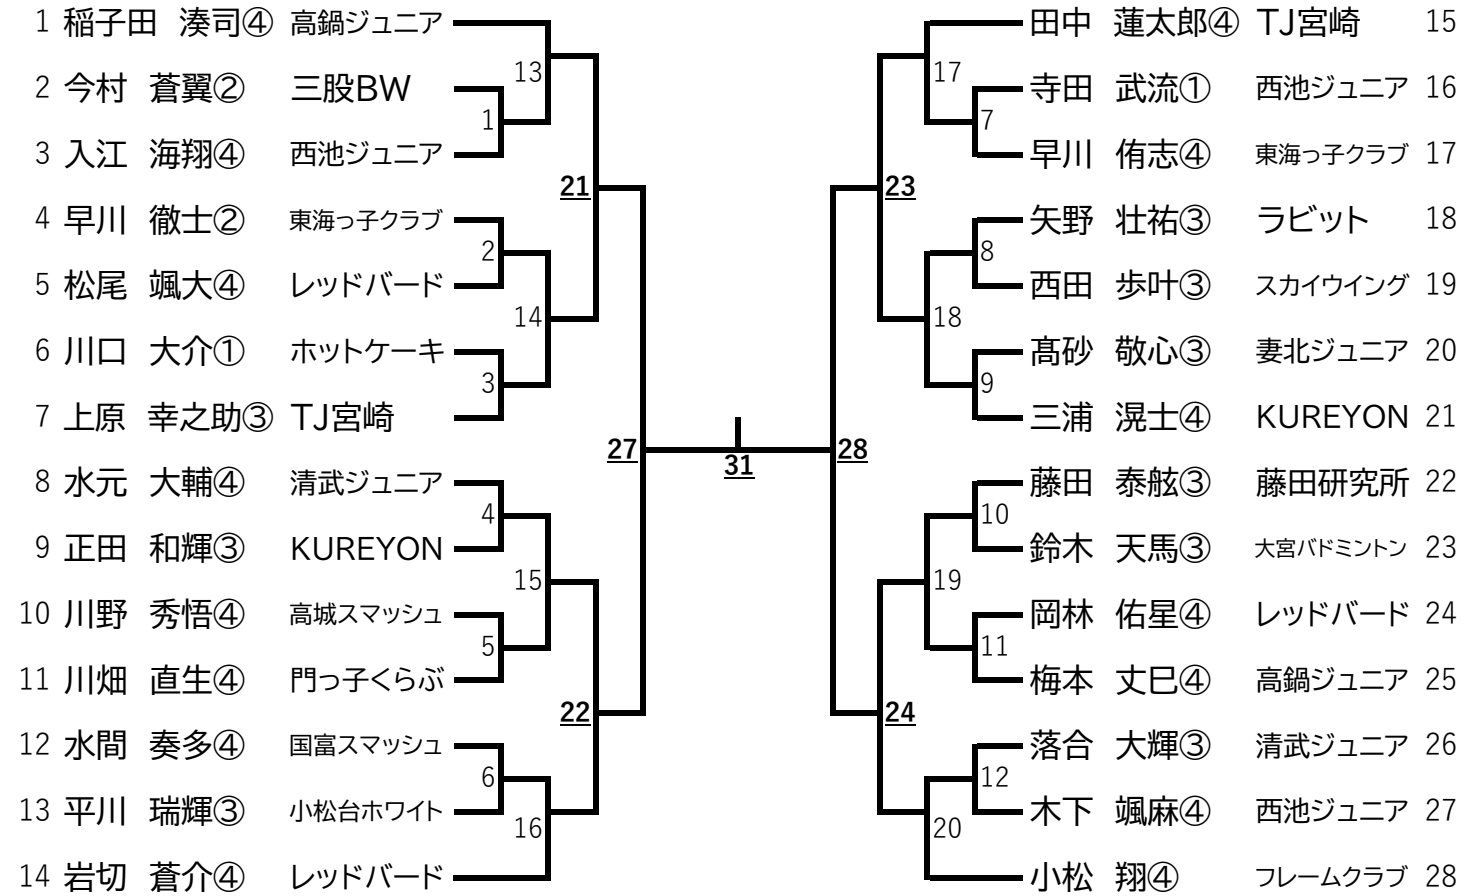 1 稲子田 湊司④ 高鍋ジュニア
2 今村 蒼翼② 三股BW
3 入江 海翔④ 西池ジュニア
4 早川 徹士② 東海っ子クラブ
5 松尾 颯大④ レッドバード
6 川口 大介① ホットケーキ
7 上原 幸之助③ TJ宮崎
8 水元 大輔④ 清武ジュニア
9 正田 和輝③ KUREYON
10 川野 秀悟④ 高城スマッシュ
11 川畑 直生④ 門っ子くらぶ
12 水間 奏多④ 国富スマッシュ
13 平川 瑞輝③ 小松台ホワイト
14 岩切 蒼介④ レッドバード
13
1
21
2
14
3
27
4
15
5
22
6
16
31
17
7
23
8
18
9
28
10
19
11
24
12
20
田中 蓮太郎④ TJ宮崎 15
寺田 武流① 西池ジュニア 16
早川 侑志④ 東海っ子クラブ 17
矢野 壮祐③ ラビット 18
西田 歩叶③ スカイウイング 19
髙砂 敬心③ 妻北ジュニア 20
三浦 滉士④ KUREYON 21
藤田 泰舷③ 藤田研究所 22
鈴木 天馬③ 大宮バドミントン 23
岡林 佑星④ レッドバード 24
梅本 丈巳④ 高鍋ジュニア 25
落合 大輝③ 清武ジュニア 26
木下 颯麻④ 西池ジュニア 27
小松 翔④ フレームクラブ 28